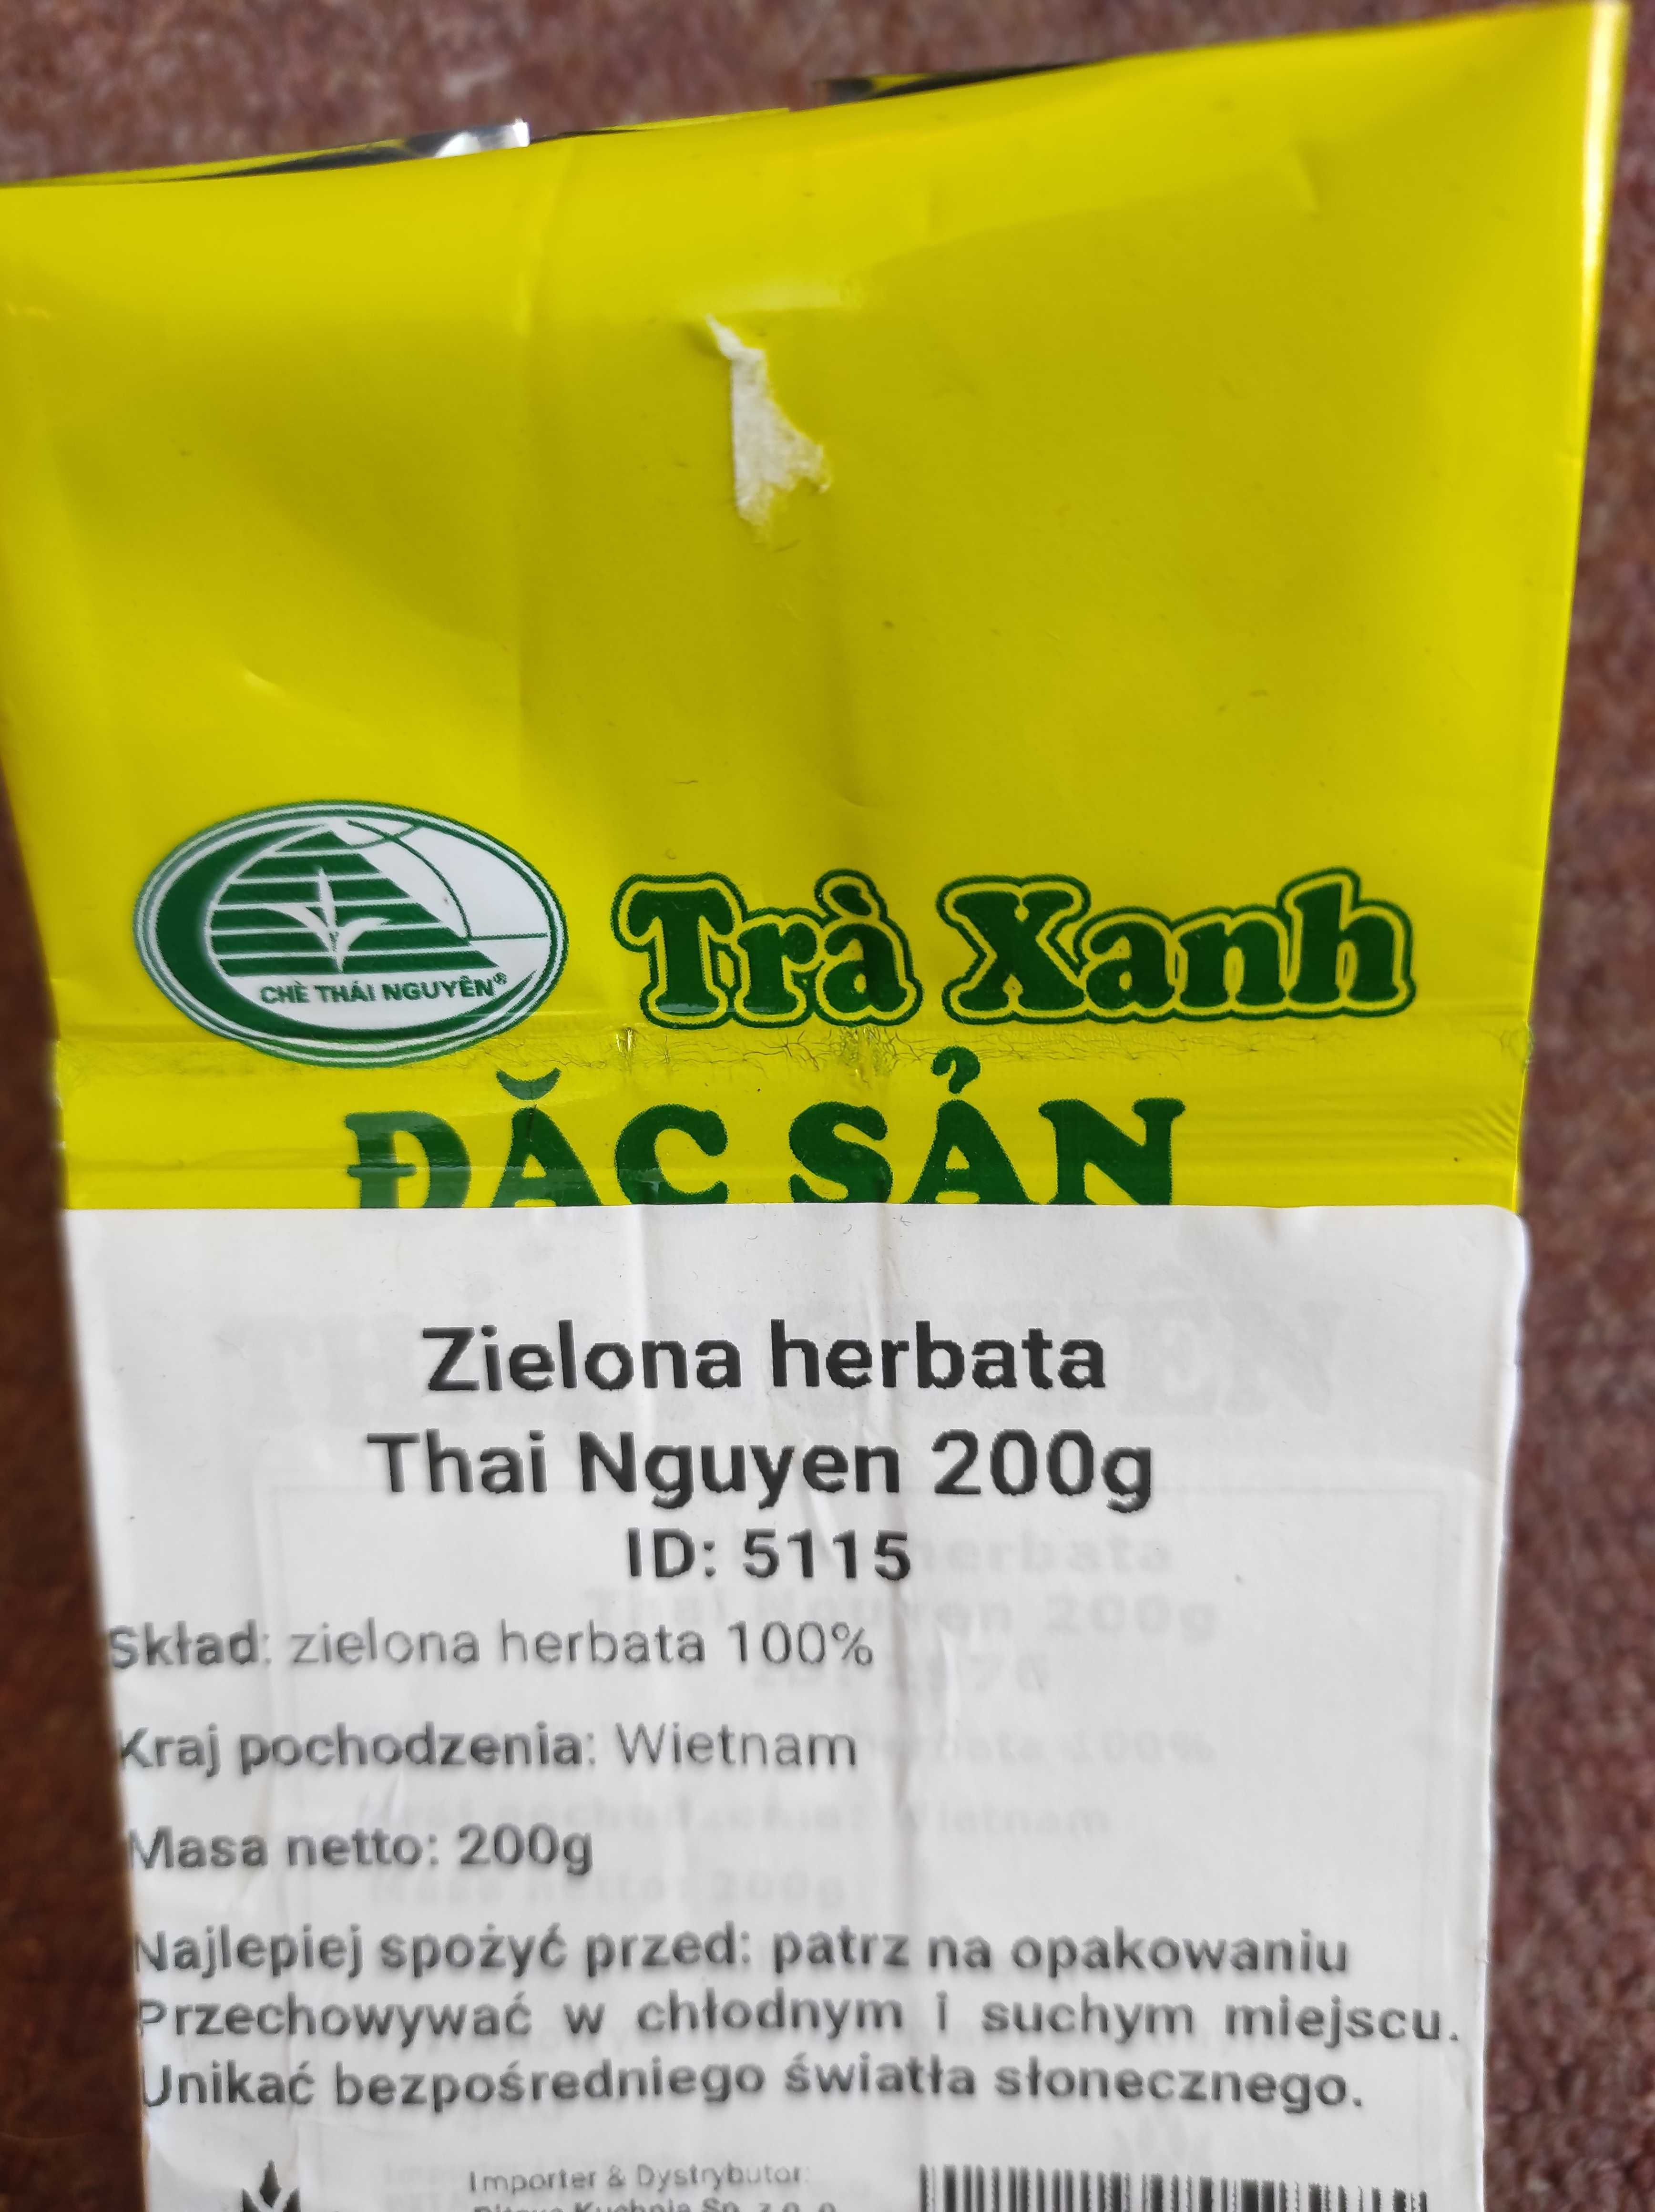 CHÈ THÁI NGUYÊN®
Trà Xanh
ĐẶC SẢN
Zielona herbata
Thai Nguyen 200g
ID: 5115
Skład: zielona herbata 100%
Kraj pochodzenia: Wietnam
Masa netto: 200g
Najlepiej spożyć przed: patrz na opakowaniu
Przechowywać w chłodnym i suchym miejscu.
Unikać bezpośredniego światła słonecznego.
Importer & Dystrybutor:
Kuchnia Sp. z o. o.